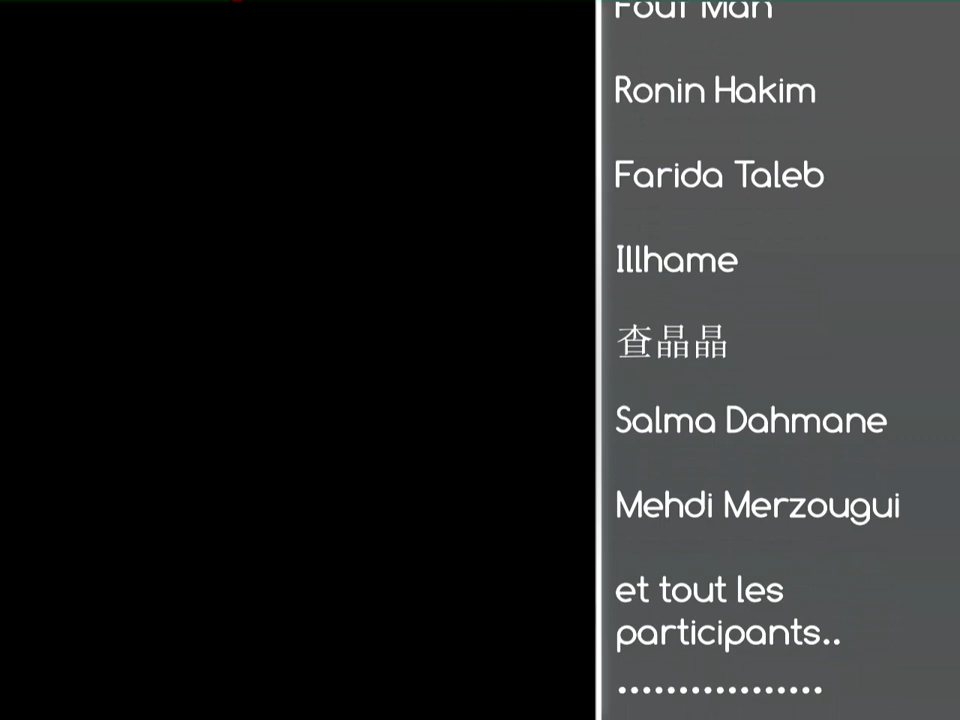 Ronin Hakim
Farida Taleb
Illhame
查晶晶
Salma Dahmane
Mehdi Merzougui
et tout les
participants..
.................